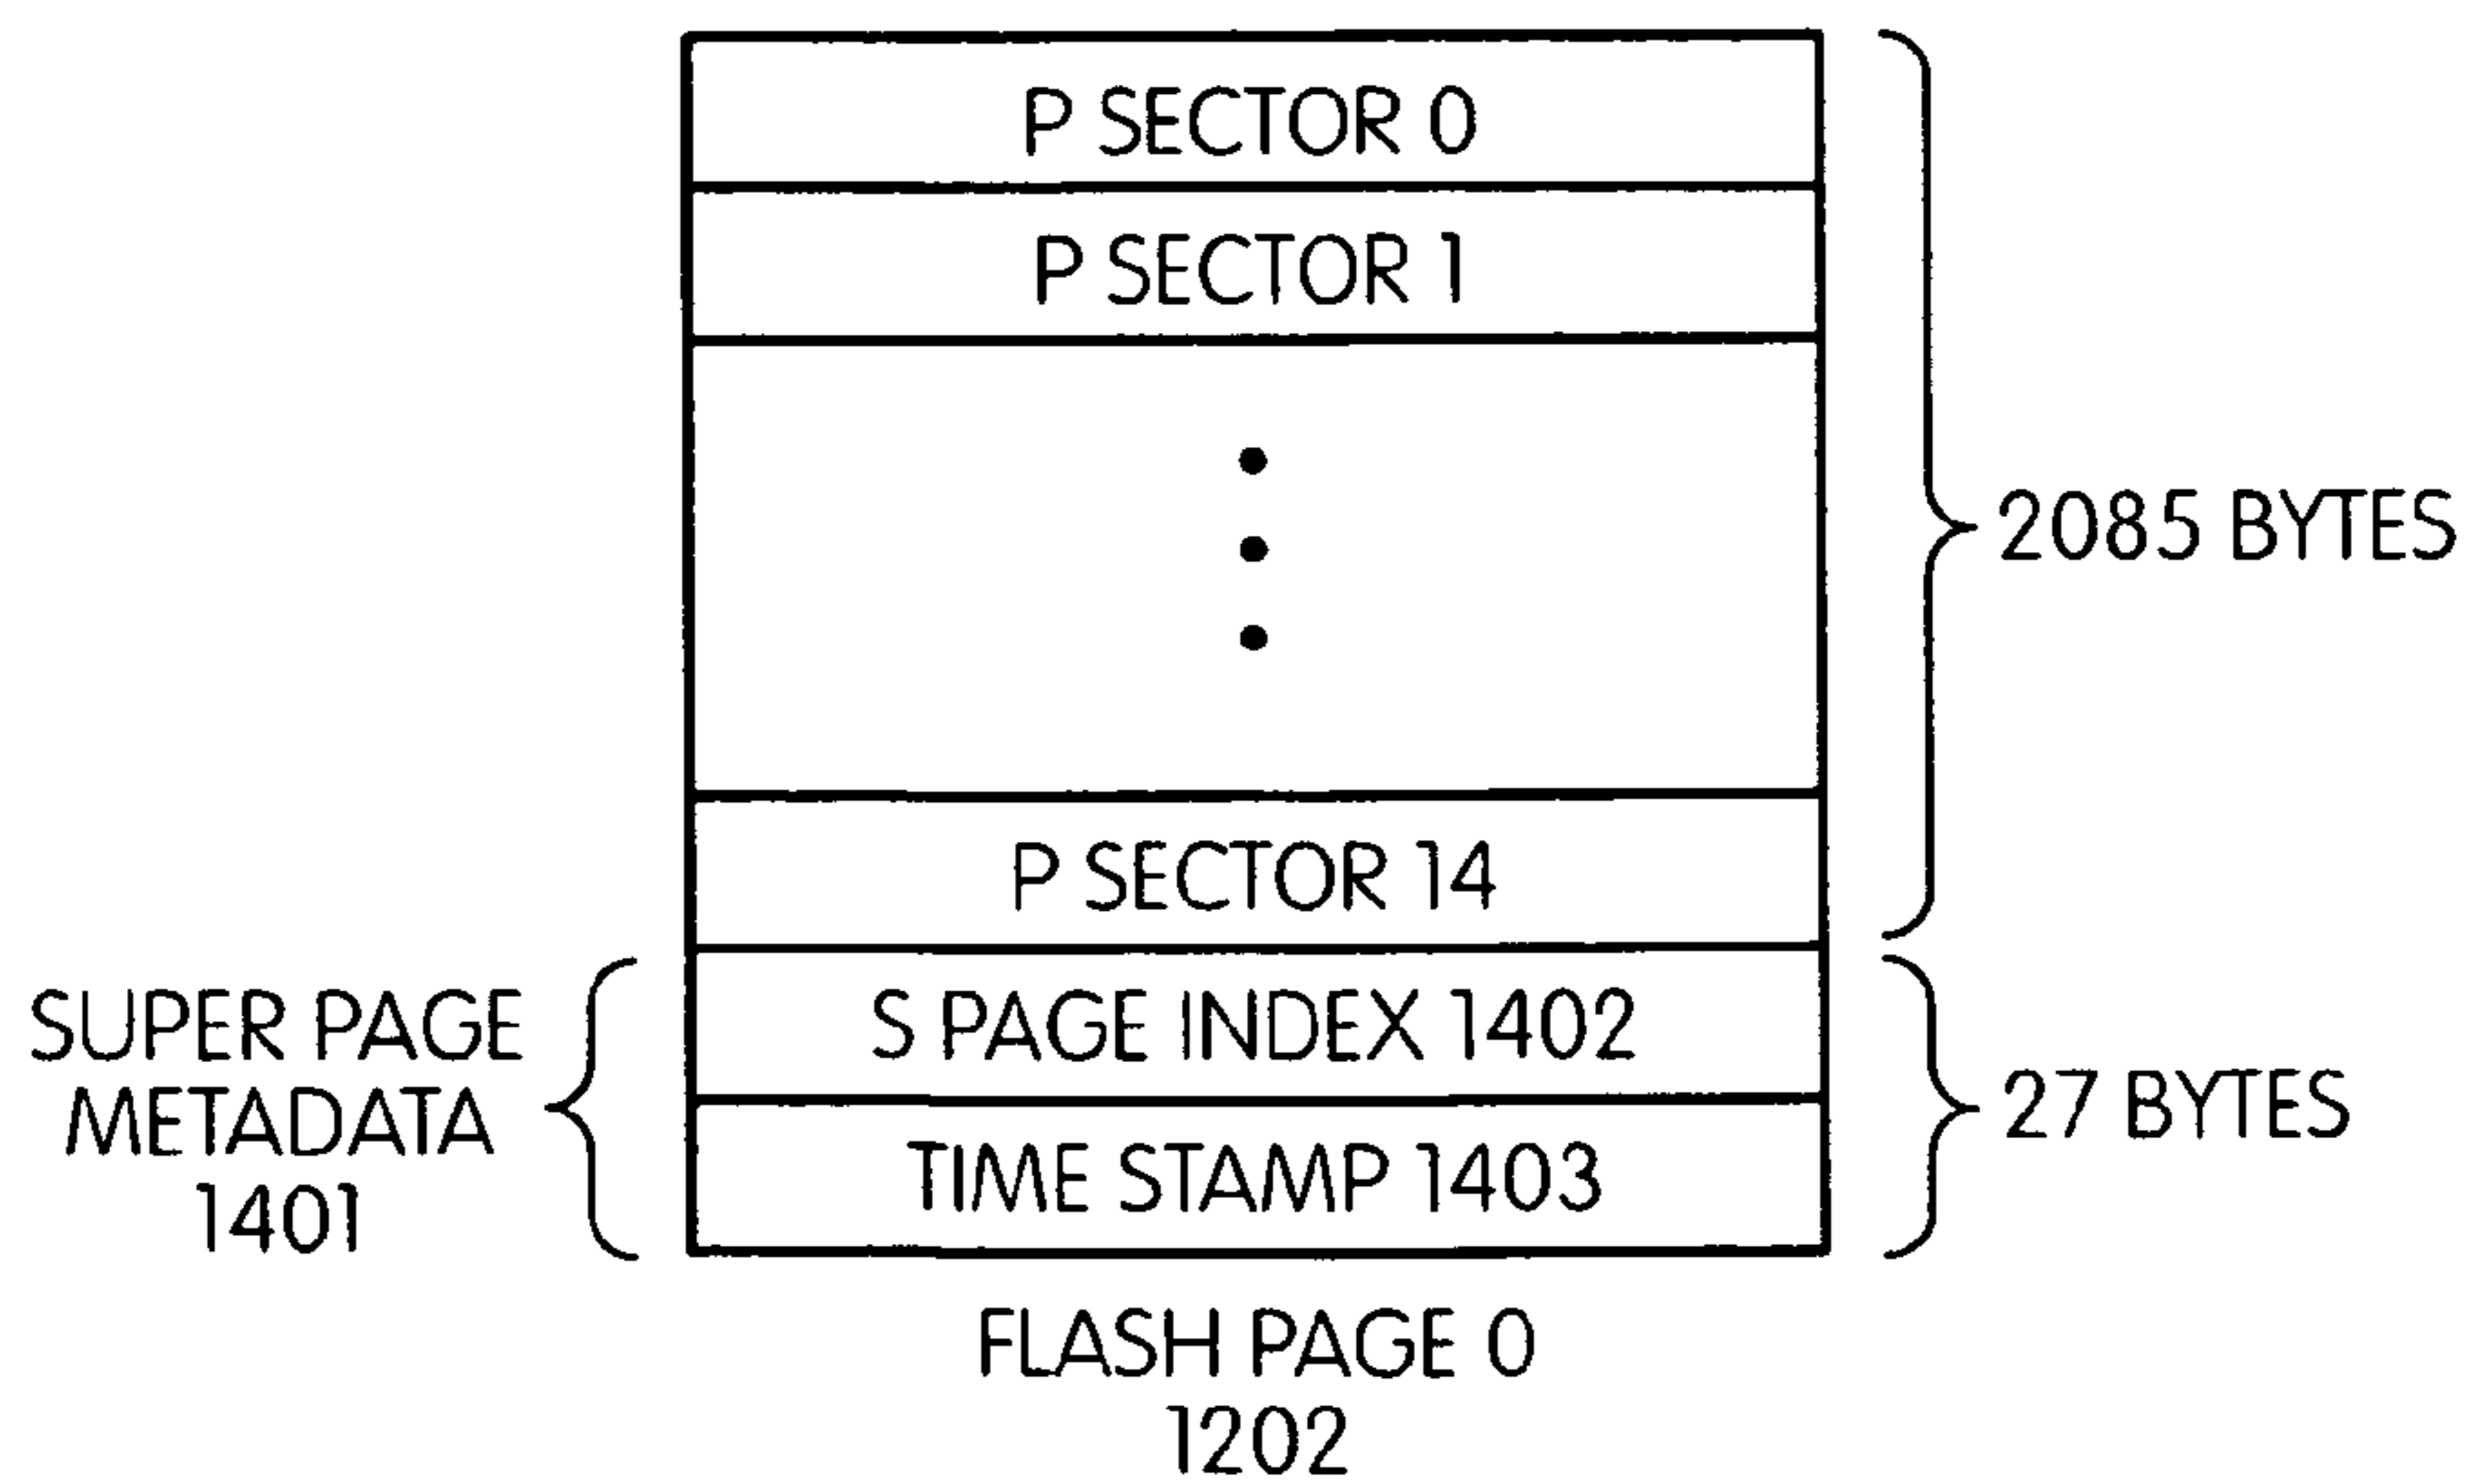 P SECTOR 0
P SECTOR 1
P SECTOR 14
S PAGE INDEX 1402
TIME STAMP 1403
2085 BYTES
27 BYTES
SUPER PAGE
METADATA
1401
FLASH PAGE 0
1202